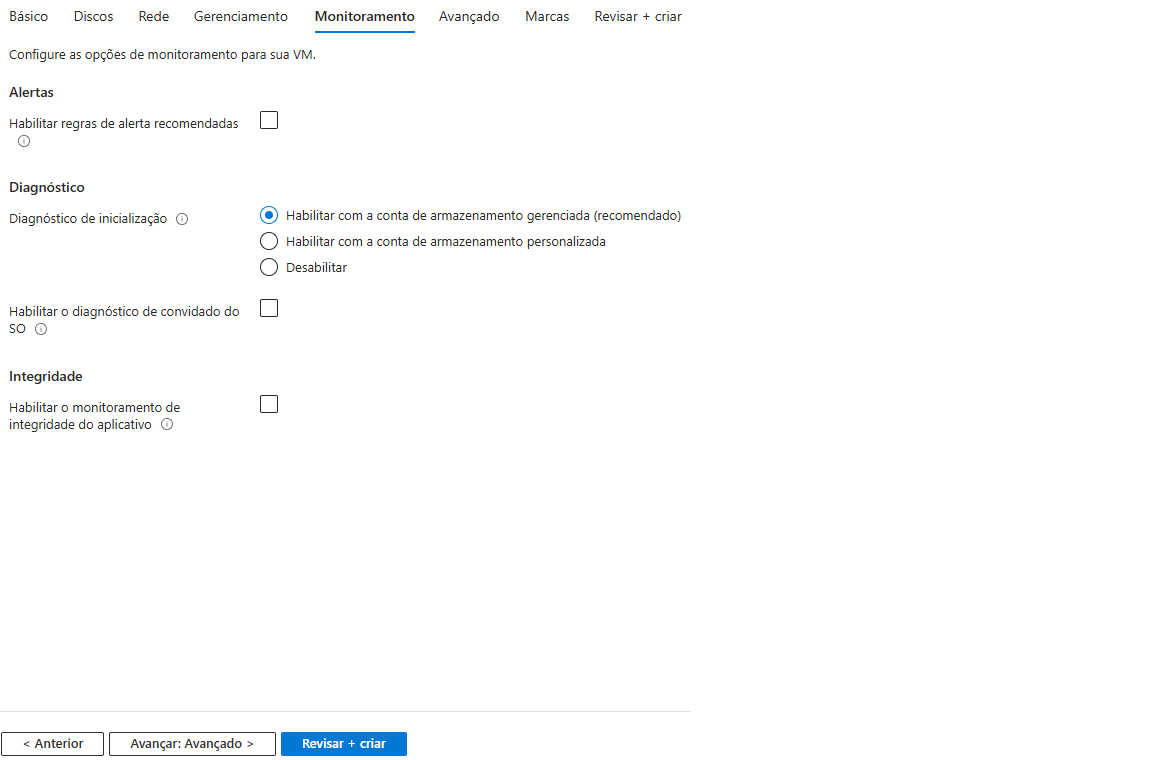 Básico Discos Rede Gerenciamento Monitoramento Avançado Marcas Revisar + criar
Configure as opções de monitoramento para sua VM.
Alertas
Habilitar regras de alerta recomendadas
Diagnóstico
Diagnóstico de inicialização
Habilitar com a conta de armazenamento gerenciada (recomendado)
Habilitar com a conta de armazenamento personalizada
Desabilitar
Habilitar o diagnóstico de convidado do
SO
Integridade
Habilitar o monitoramento de
integridade do aplicativo
< Anterior Avançar: Avançado > Revisar + criar